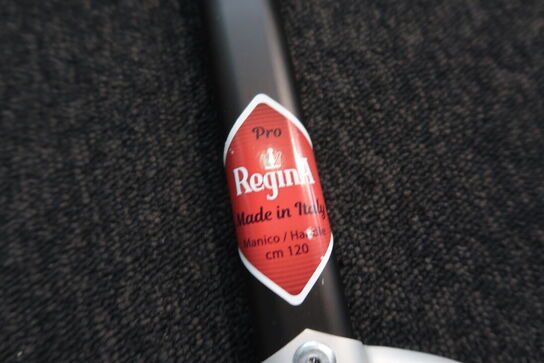 Pro
Regina
Made in Italy
Manico / Handle
cm 120